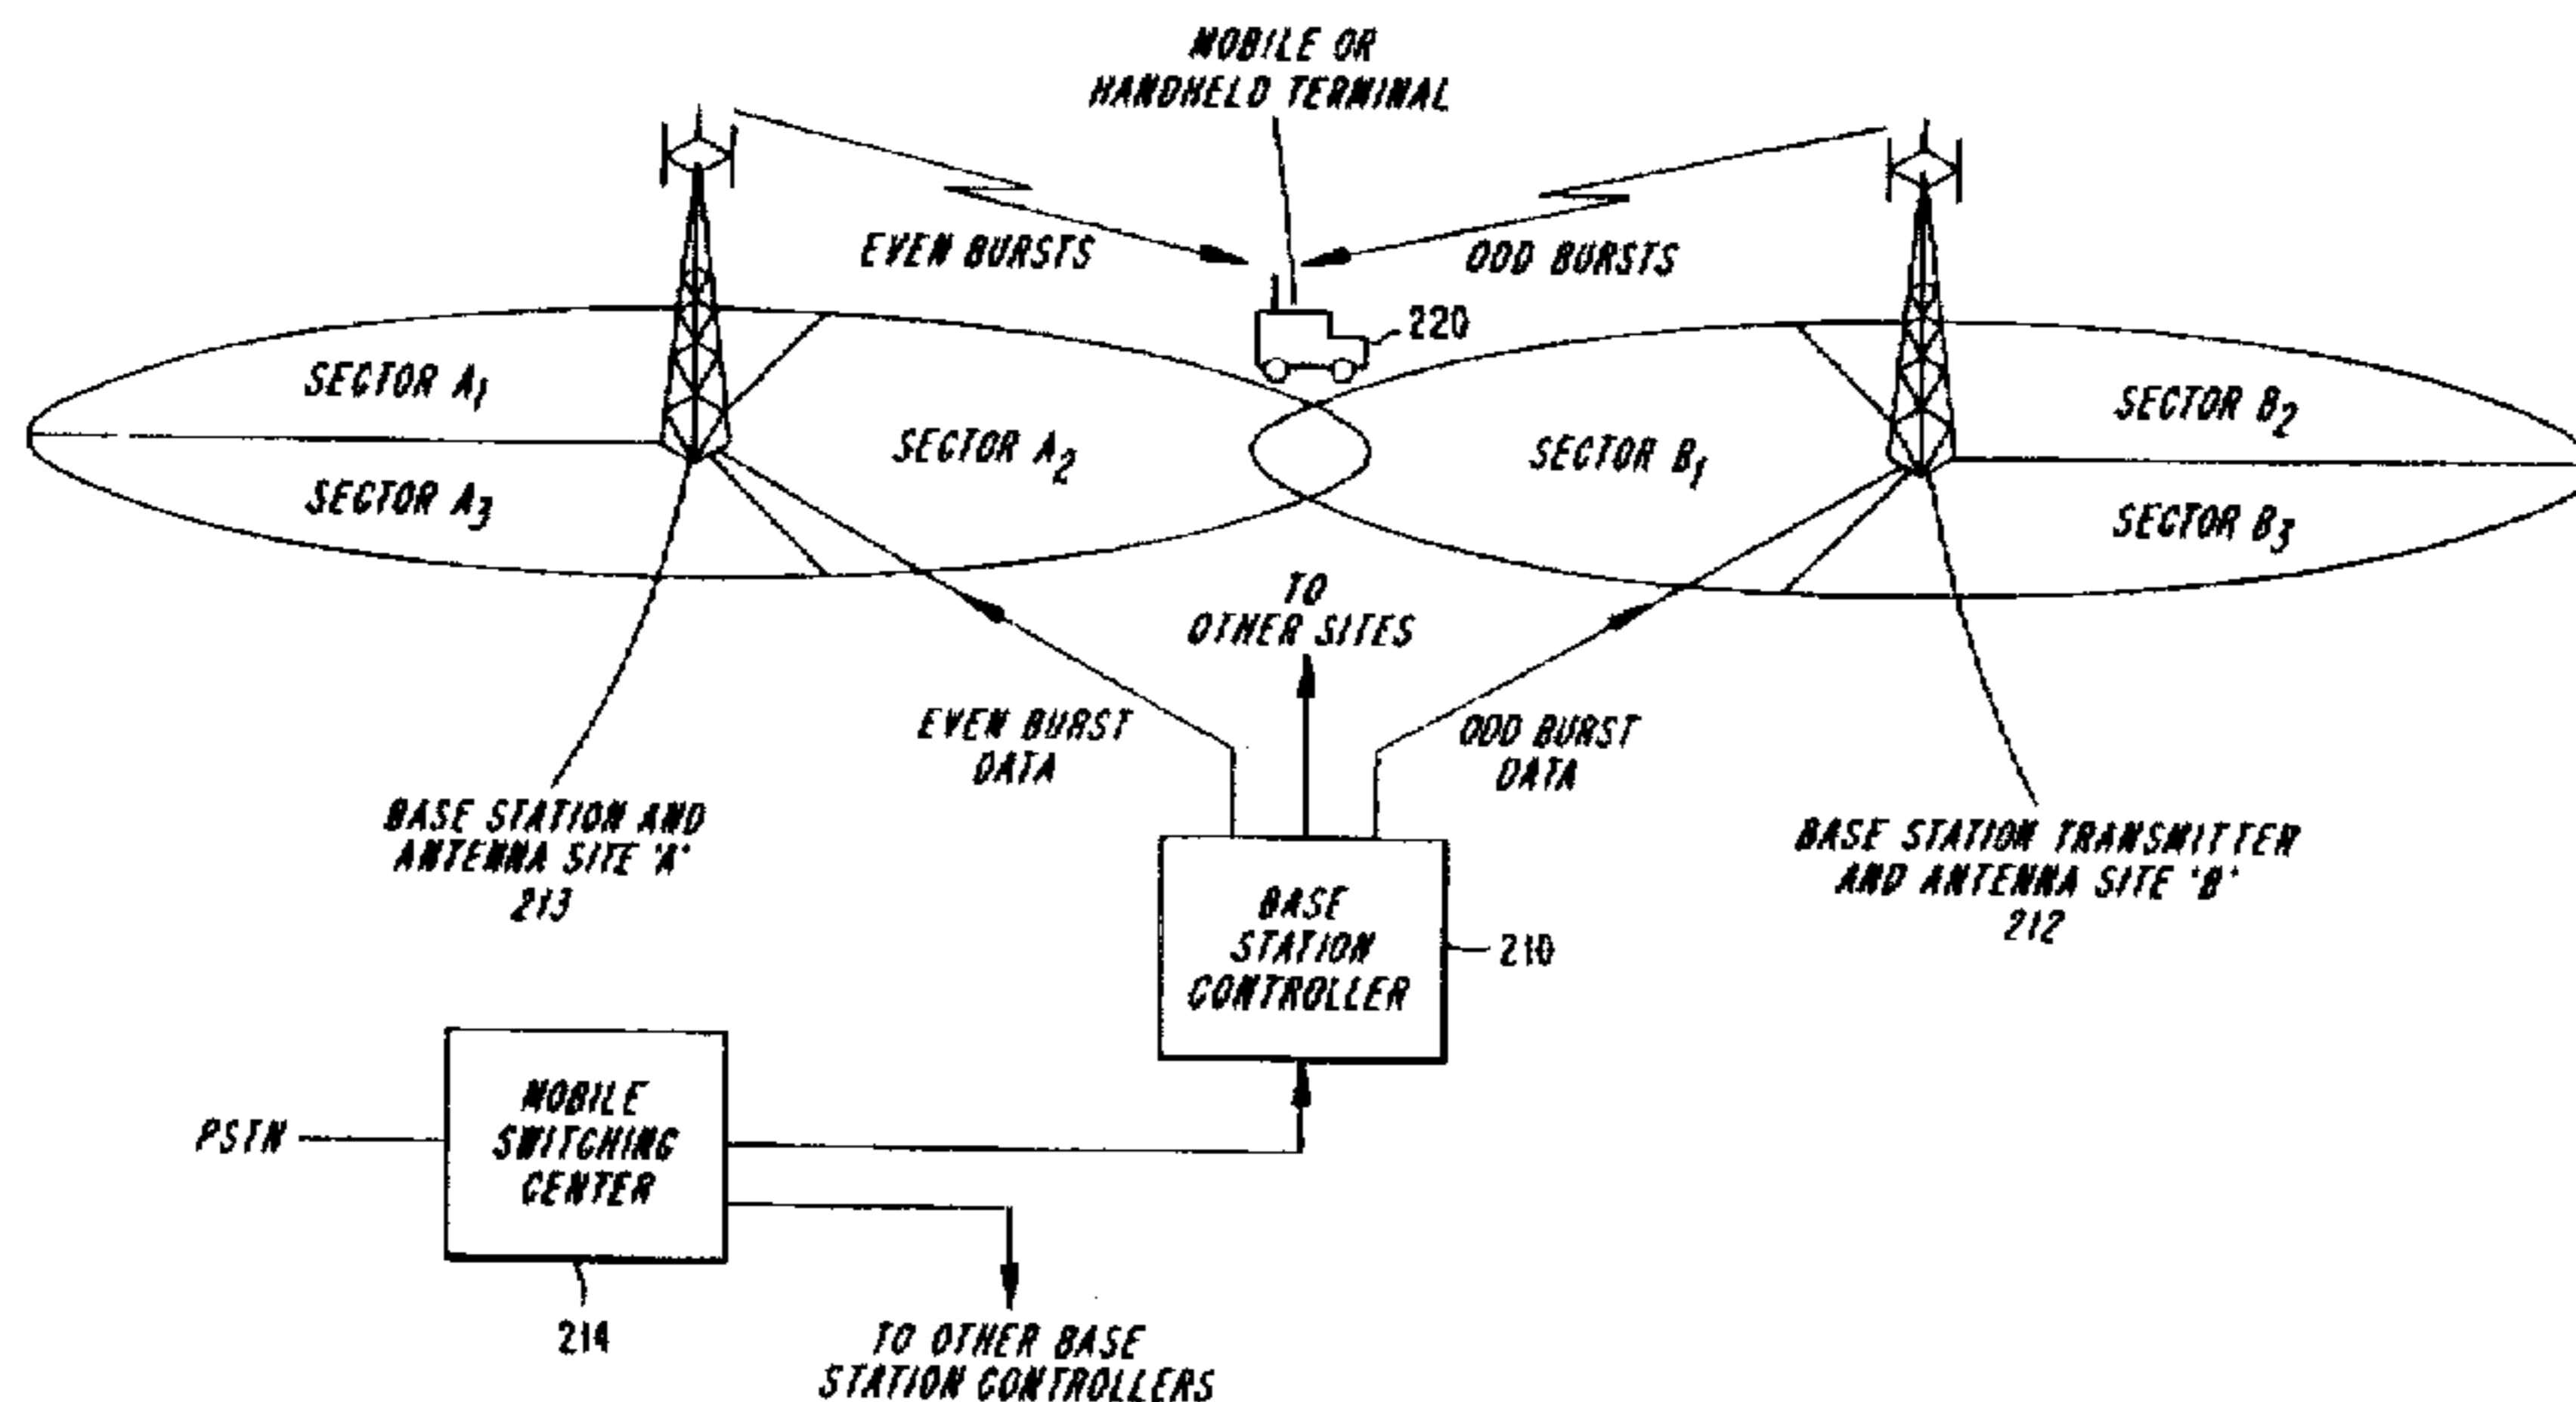 MOBILE OR
HANDHELD TERMINAL
EVEN BURSTS
ODD BURSTS
220
SECTOR A1
SECTOR A2
SECTOR A3
SECTOR B1
SECTOR B2
SECTOR B3
TO
OTHER SITES
EVEN BURST
DATA
ODD BURST
DATA
BASE STATION AND
ANTENNA SITE 'A'
213
BASE STATION TRANSMITTER
AND ANTENNA SITE 'B'
212
BASE
STATION
CONTROLLER
210
PSTN
MOBILE
SWITCHING
CENTER
214
TO OTHER BASE
STATION CONTROLLERS